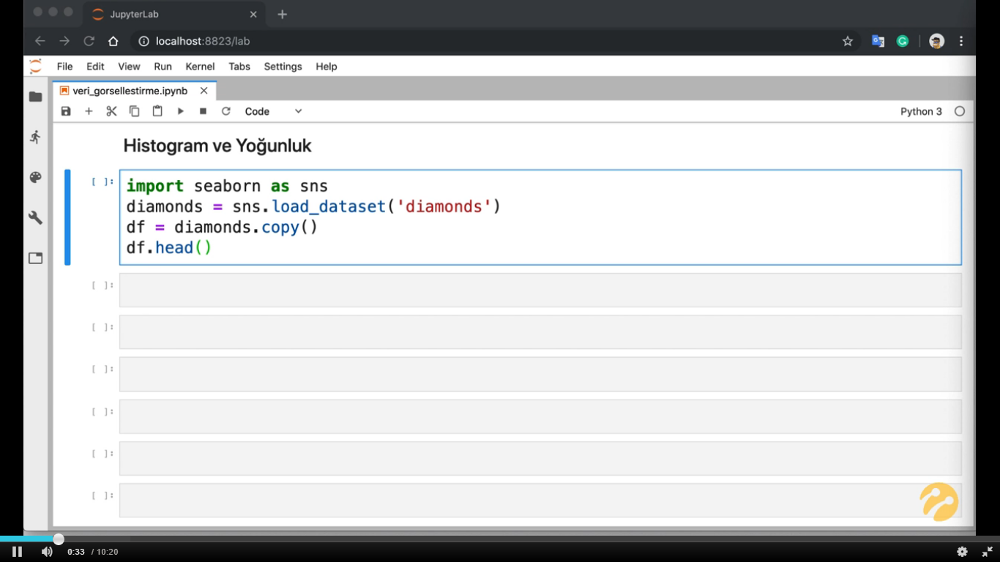 JupyterLab
localhost:8823/lab
File Edit View Run Kernel Tabs Settings Help
veri_gorsellestirme.ipynb
Code
Python 3
Histogram ve Yoğunluk
[ ]:
import seaborn as sns
diamonds = sns.load_dataset('diamonds')
df = diamonds.copy()
df.head()
[ ]:
[ ]:
[ ]:
[ ]:
[ ]:
[ ]:
0:33 / 10:20